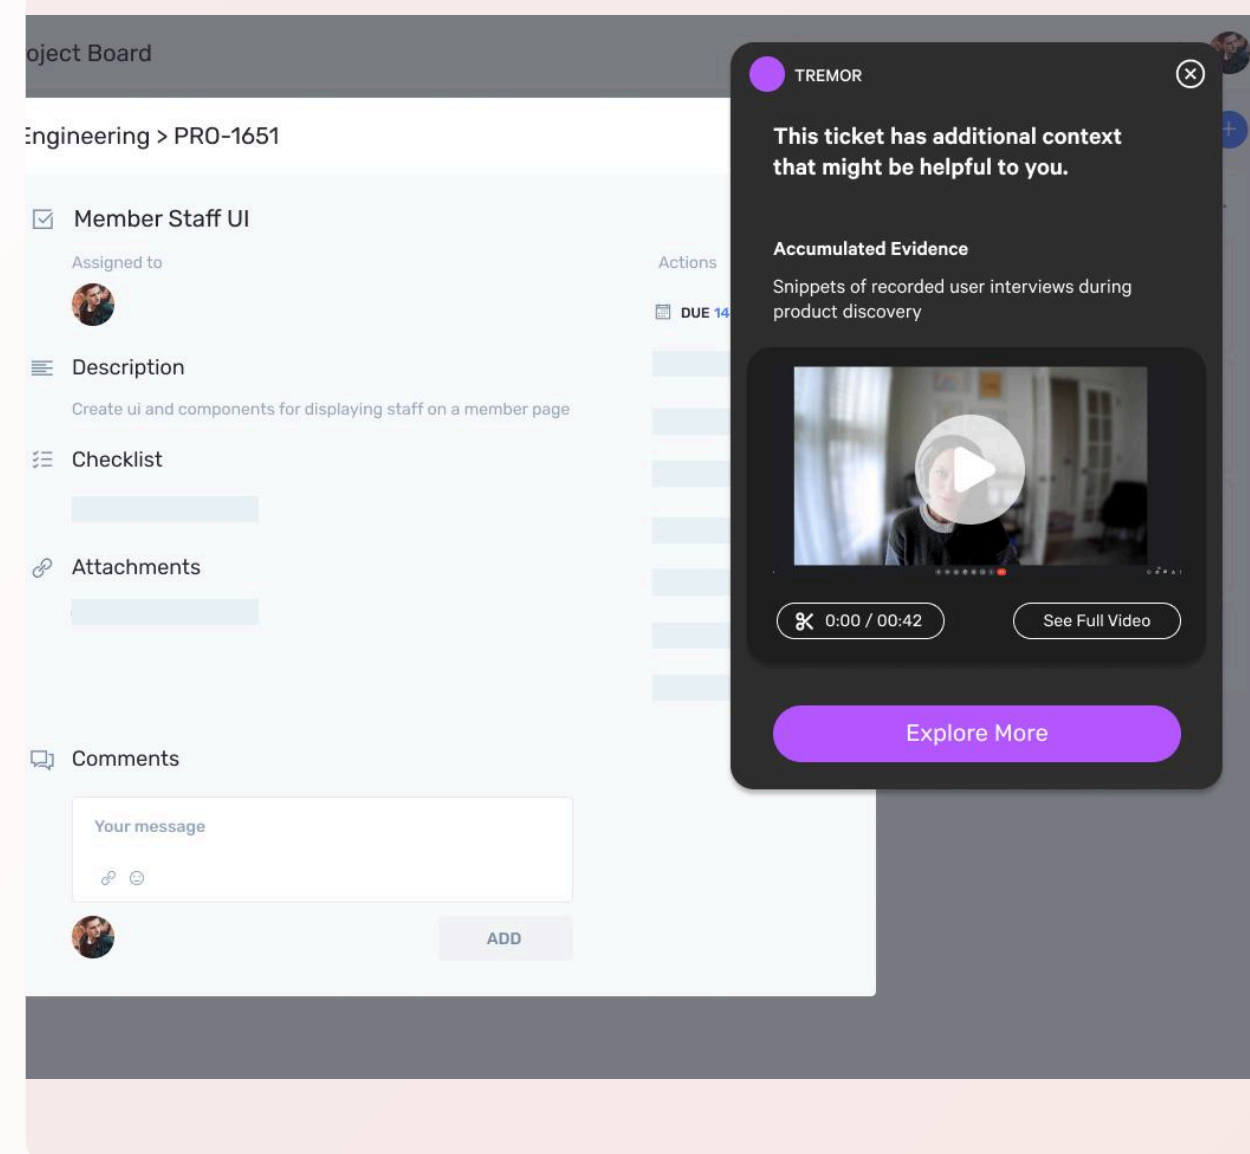 oject Board
Engineering > PRO-1651
Member Staff UI
Assigned to
Actions
DUE 14
Description
Create ui and components for displaying staff on a member page
Checklist
Attachments
Comments
Your message
ADD
TREMOR
This ticket has additional context
that might be helpful to you.
Accumulated Evidence
Snippets of recorded user interviews during
product discovery
0:00 / 00:42
See Full Video
Explore More